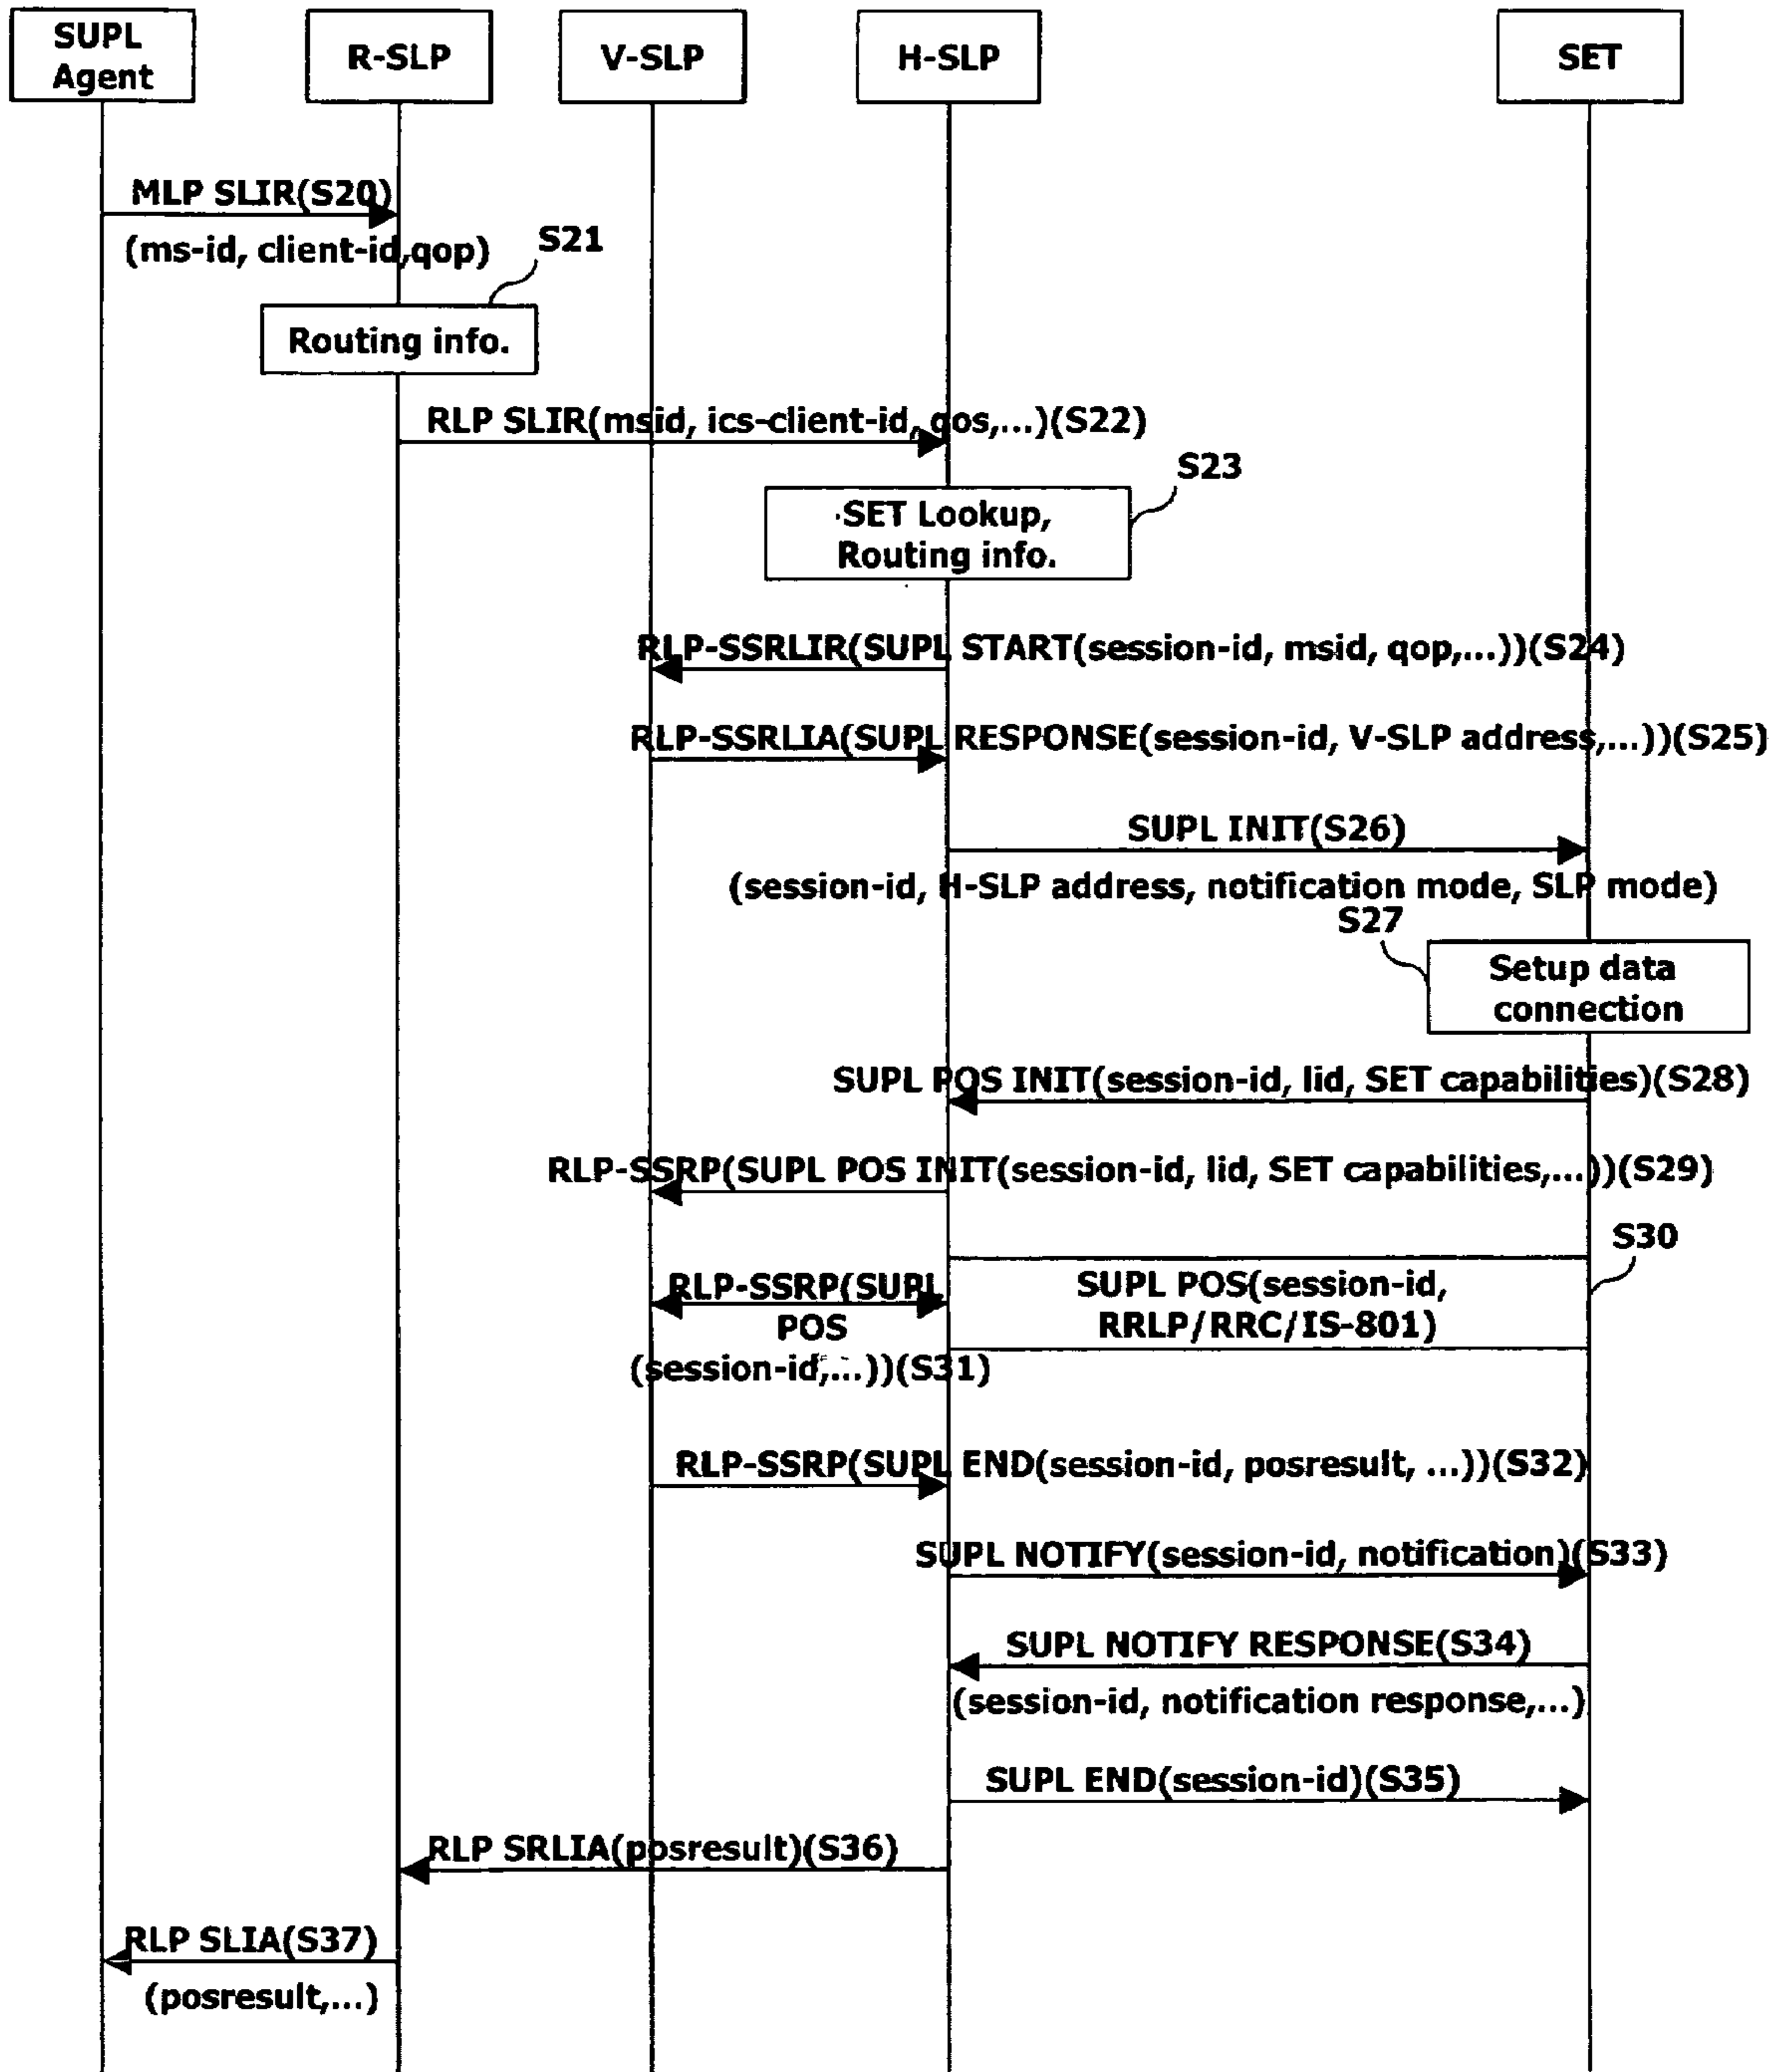 SUPL
Agent
R-SLP
V-SLP
H-SLP
SET
MLP SLIR(S20)
(ms-id, client-id,qop)
S21
Routing info.
RLP SLIR(msid, ics-client-id, qos,...)(S22)
S23
SET Lookup,
Routing info.
RLP-SSRLIR(SUPL START(session-id, msid, qop,...))(S24)
RLP-SSRLIA(SUPL RESPONSE(session-id, V-SLP address,...))(S25)
SUPL INIT(S26)
(session-id, H-SLP address, notification mode, SLP mode)
S27
Setup data
connection
SUPL POS INIT(session-id, lid, SET capabilities)(S28)
RLP-SSRP(SUPL POS INIT(session-id, lid, SET capabilities,...))(S29)
S30
RLP-SSRP(SUPL
POS
(session-id,...))(S31)
SUPL POS(session-id,
RRLP/RRC/IS-801)
RLP-SSRP(SUPL END(session-id, posresult, ...))(S32)
SUPL NOTIFY(session-id, notification)(S33)
SUPL NOTIFY RESPONSE(S34)
(session-id, notification response,...)
SUPL END(session-id)(S35)
RLP SRLIA(posresult)(S36)
RLP SLIA(S37)
(posresult,...)